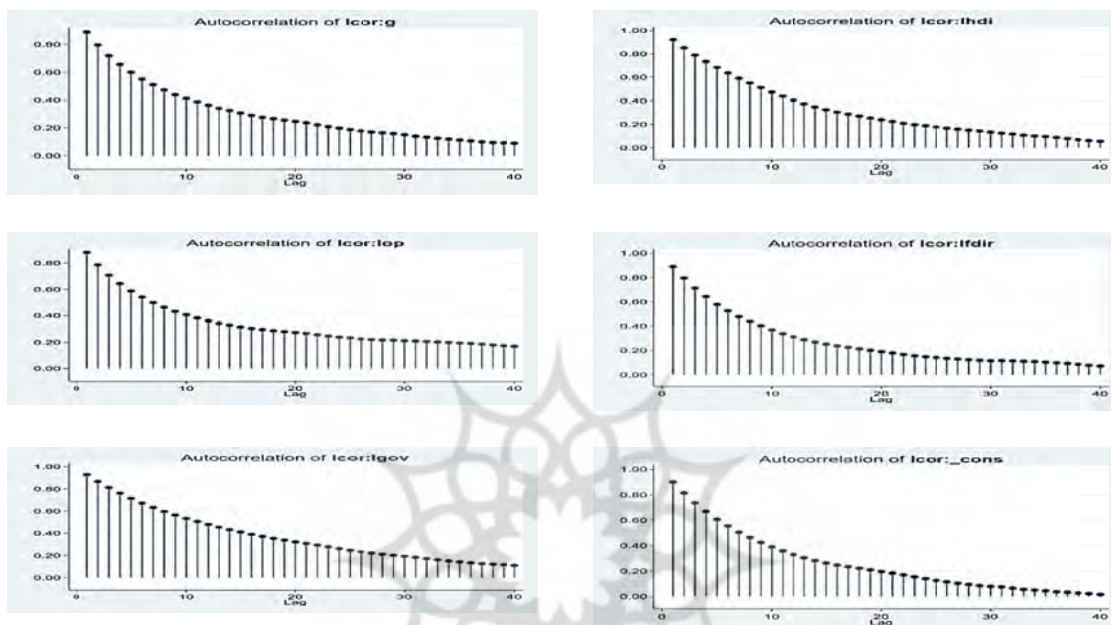 Autocorrelation of lcor:g
0.80
0.60
0.40
0.20
0.00
0 10 20 30 40
Lag
Autocorrelation of lcor:lhdi
1.00
0.80
0.60
0.40
0.20
0.00
0 10 20 30 40
Lag
Autocorrelation of lcor:lop
0.80
0.60
0.40
0.20
0.00
0 10 20 30 40
Lag
Autocorrelation of lcor:lfdir
1.00
0.80
0.60
0.40
0.20
0.00
0 10 20 30 40
Lag
Autocorrelation of lcor:lgov
1.00
0.80
0.60
0.40
0.20
0.00
0 10 20 30 40
Lag
Autocorrelation of lcor:_cons
1.00
0.80
0.60
0.40
0.20
0.00
0 10 20 30 40
Lag